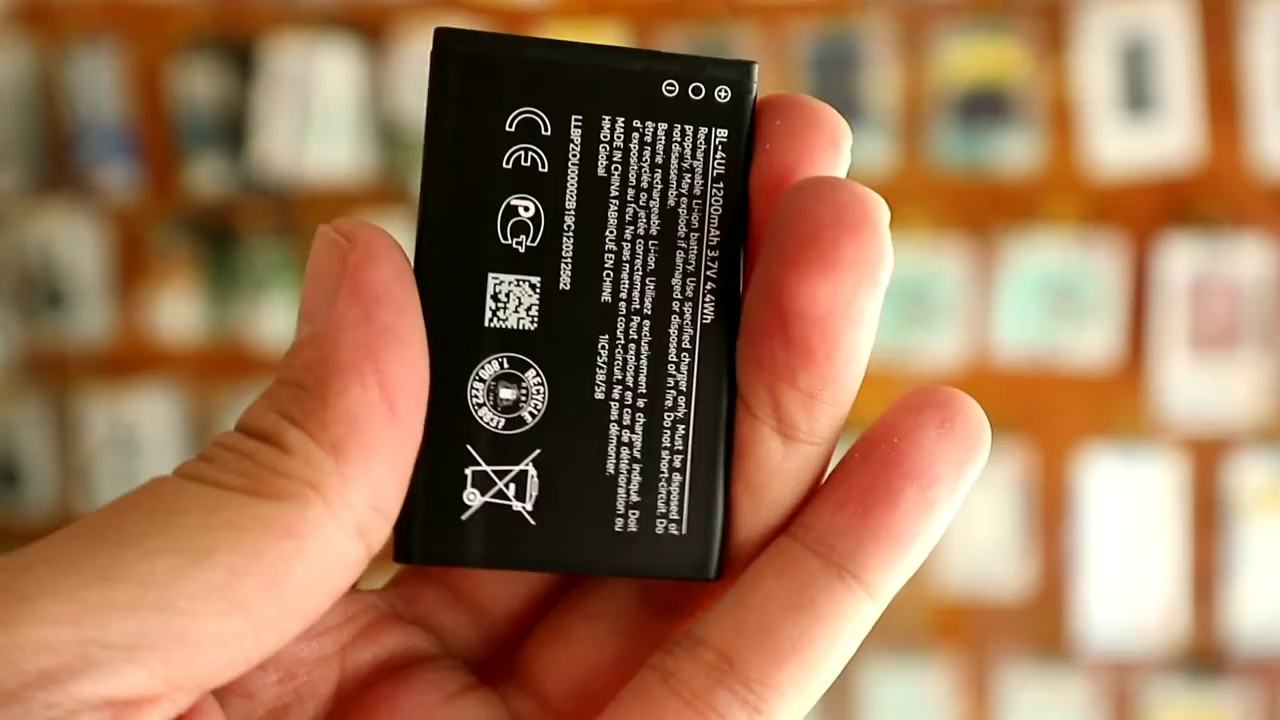 BL-4UL 1200mAh 3.7V 4.4Wh
Rechargeable Li-ion battery. Use specified charger only. Must be disposed of
properly. May explode if damaged or disposed of in fire. Do not short-circuit. Do
not disassemble.
Batterie rechargeable Li-ion. Utilisez exclusivement le chargeur indiqué. Doit
être recyclée ou jetée correctement. Peut exploser en cas de détérioration ou
d'exposition au feu. Ne pas mettre en court-circuit. Ne pas démonter.
MADE IN CHINA FABRIQUÉ EN CHINE 1ICP5/38/58
HMD Global
LLBPZOU00002B19C120312562
CE
PCT
RECYCLE
1.800.822.8837